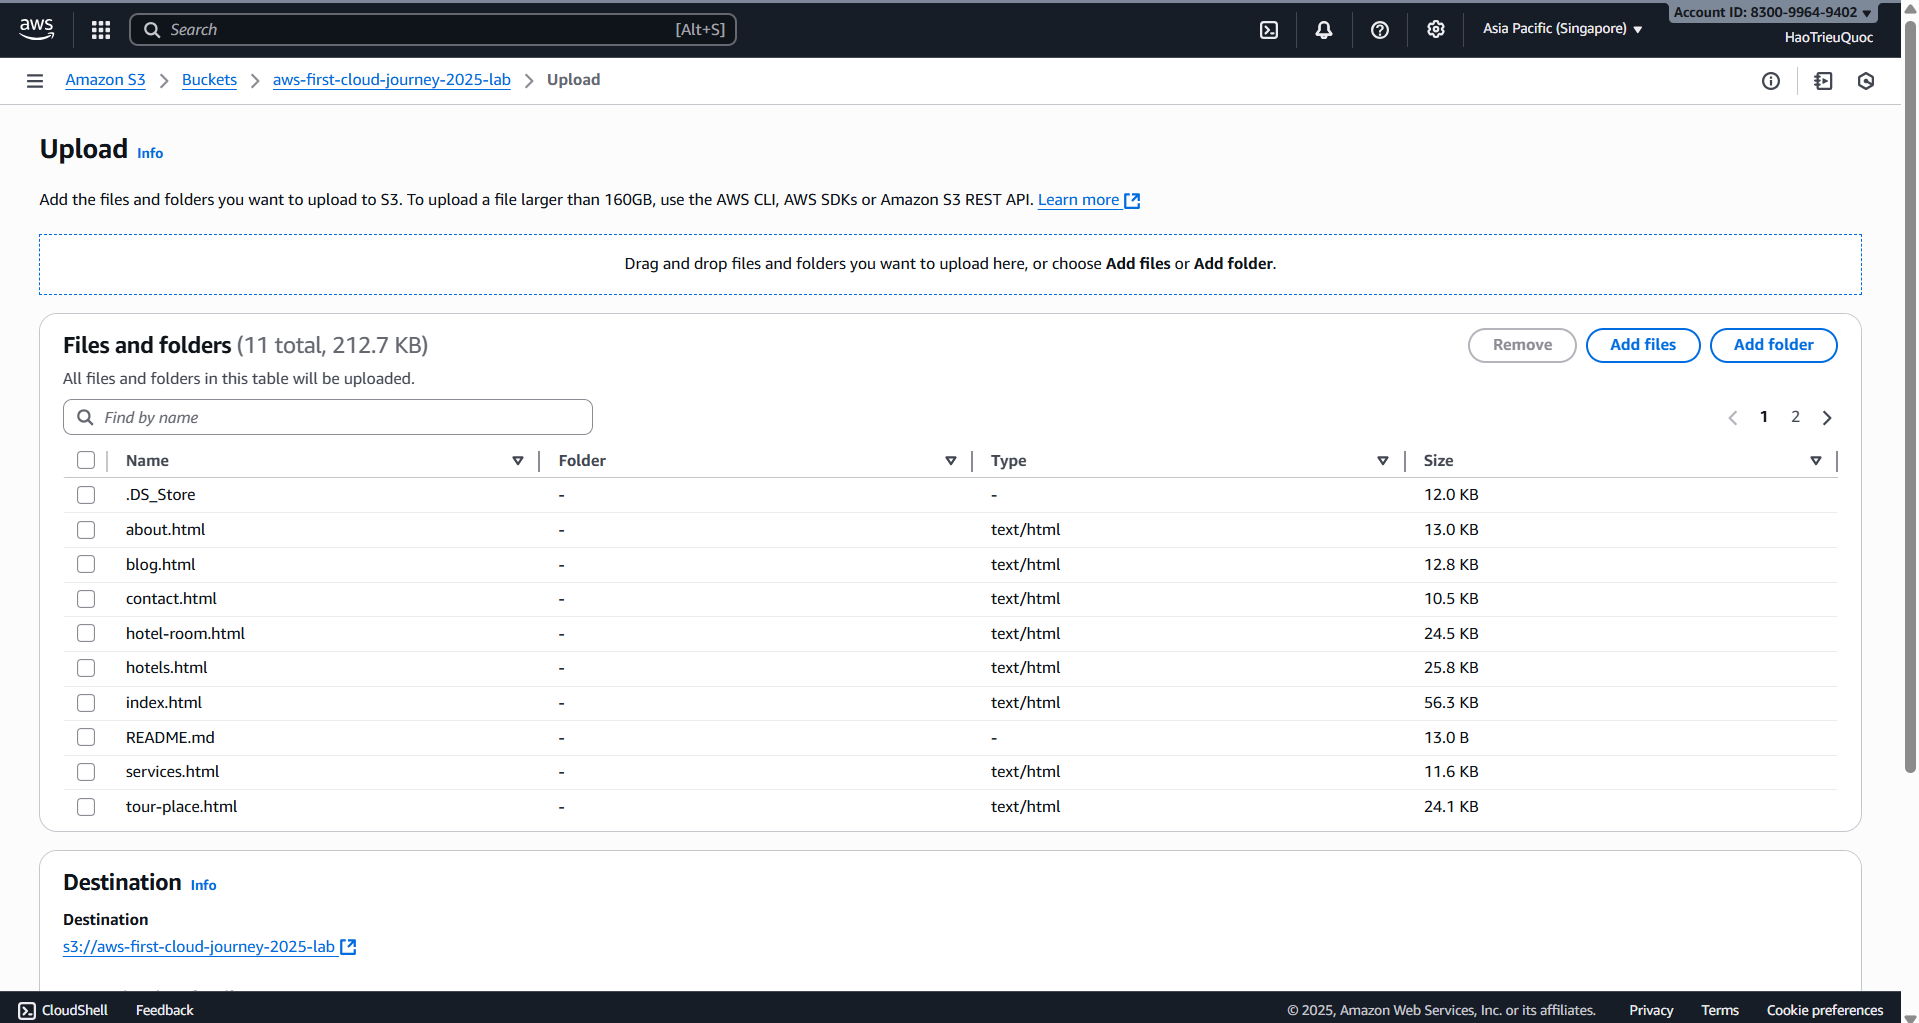 aws
Search [Alt+S]
Asia Pacific (Singapore)
Account ID: 8300-9964-9402
HaoTrieuQuoc
Amazon S3 Buckets aws-first-cloud-journey-2025-lab Upload
Upload Info
Add the files and folders you want to upload to S3. To upload a file larger than 160GB, use the AWS CLI, AWS SDKs or Amazon S3 REST API. Learn more
Drag and drop files and folders you want to upload here, or choose Add files or Add folder.
Files and folders (11 total, 212.7 KB)
Remove Add files Add folder
All files and folders in this table will be uploaded.
Find by name
1 2
Name Folder Type Size
.DS_Store - - 12.0 KB
about.html - text/html 13.0 KB
blog.html - text/html 12.8 KB
contact.html - text/html 10.5 KB
hotel-room.html - text/html 24.5 KB
hotels.html - text/html 25.8 KB
index.html - text/html 56.3 KB
README.md - - 13.0 B
services.html - text/html 11.6 KB
tour-place.html - text/html 24.1 KB
Destination Info
Destination
s3://aws-first-cloud-journey-2025-lab
CloudShell Feedback © 2025, Amazon Web Services, Inc. or its affiliates. Privacy Terms Cookie preferences